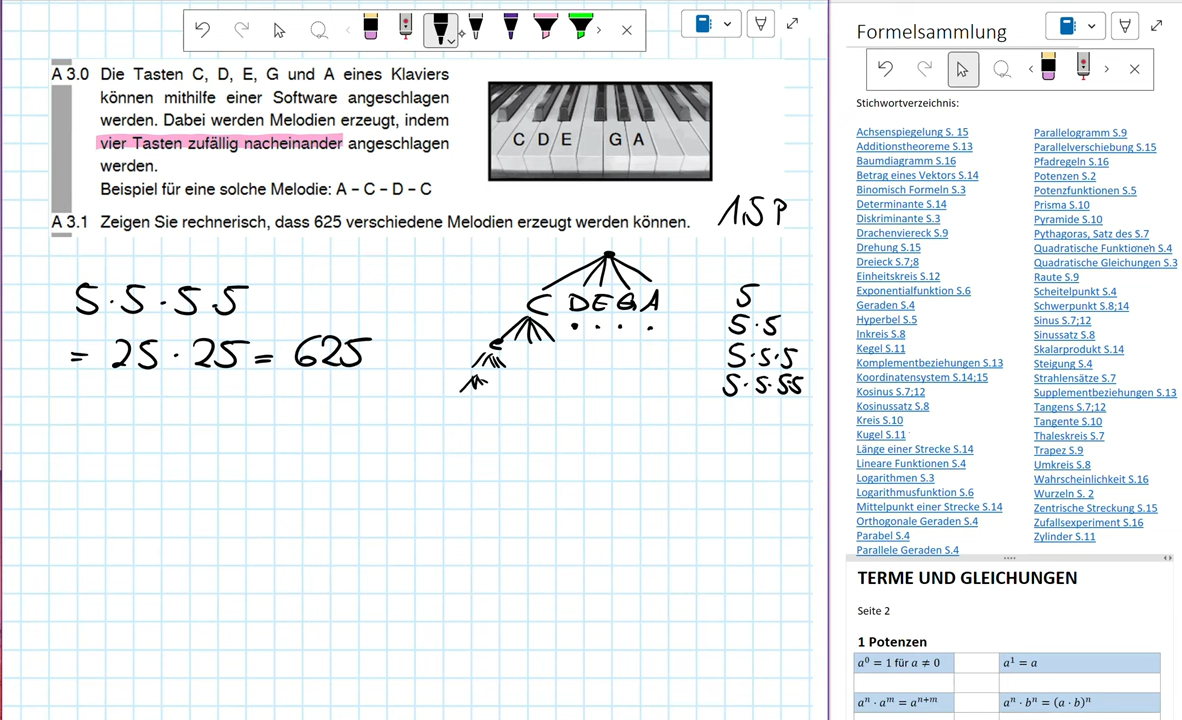 A 3.0 Die Tasten C, D, E, G und A eines Klaviers
können mithilfe einer Software angeschlagen
werden. Dabei werden Melodien erzeugt, indem
vier Tasten zufällig nacheinander angeschlagen
werden.
Beispiel für eine solche Melodie: A – C – D – C
C D E G A
A 3.1 Zeigen Sie rechnerisch, dass 625 verschiedene Melodien erzeugt werden können.
1,5 P
5 · 5 · 5 · 5
= 25 · 25 = 625
C D E G A
5
5 · 5
5 · 5 · 5
5 · 5 · 5 · 5
Formelsammlung
Stichwortverzeichnis:
Achsenspiegelung S. 15
Additionstheoreme S.13
Baumdiagramm S.16
Betrag eines Vektors S.14
Binomisch Formeln S.3
Determinante S.14
Diskriminante S.3
Drachenviereck S.9
Drehung S.15
Dreieck S.7;8
Einheitskreis S.12
Exponentialfunktion S.6
Geraden S.4
Hyperbel S.5
Inkreis S.8
Kegel S.11
Komplementbeziehungen S.13
Koordinatensystem S.14;15
Kosinus S.7;12
Kosinussatz S.8
Kreis S.10
Kugel S.11
Länge einer Strecke S.14
Lineare Funktionen S.4
Logarithmen S.3
Logarithmusfunktion S.6
Mittelpunkt einer Strecke S.14
Orthogonale Geraden S.4
Parabel S.4
Parallele Geraden S.4
Parallelogramm S.9
Parallelverschiebung S.15
Pfadregeln S.16
Potenzen S.2
Potenzfunktionen S.5
Prisma S.10
Pyramide S.10
Pythagoras, Satz des S.7
Quadratische Funktionen S.4
Quadratische Gleichungen S.3
Raute S.9
Scheitelpunkt S.4
Schwerpunkt S.8;14
Sinus S.7;12
Sinussatz S.8
Skalarprodukt S.14
Steigung S.4
Strahlensätze S.7
Supplementbeziehungen S.13
Tangens S.7;12
Tangente S.10
Thaleskreis S.7
Trapez S.9
Umkreis S.8
Wahrscheinlichkeit S.16
Wurzeln S. 2
Zentrische Streckung S.15
Zufallsexperiment S.16
Zylinder S.11
TERME UND GLEICHUNGEN
Seite 2
1 Potenzen
a⁰ = 1 für a ≠ 0 a¹ = a
aⁿ · aᵐ = aⁿ⁺ᵐ aⁿ · bⁿ = (a · b)ⁿ